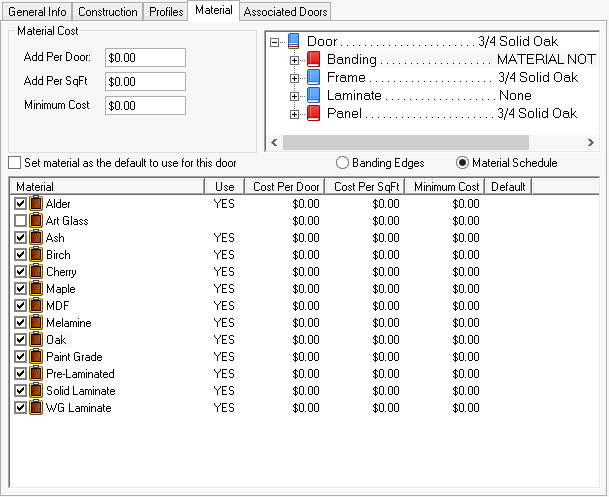 General Info Construction Profiles Material Associated Doors
Material Cost
Add Per Door: $0.00
Add Per SqFt $0.00
Minimum Cost $0.00
Door . . . . . . . . . . . . . . . . . . . . . . . 3/4 Solid Oak
Banding . . . . . . . . . . . . . . . . . . . MATERIAL NOT
Frame . . . . . . . . . . . . . . . . . . . . . 3/4 Solid Oak
Laminate . . . . . . . . . . . . . . . . . . None
Panel . . . . . . . . . . . . . . . . . . . . . . 3/4 Solid Oak
Set material as the default to use for this door Banding Edges Material Schedule
Material Use Cost Per Door Cost Per SqFt Minimum Cost Default
Alder YES $0.00 $0.00 $0.00
Art Glass $0.00 $0.00 $0.00
Ash YES $0.00 $0.00 $0.00
Birch YES $0.00 $0.00 $0.00
Cherry YES $0.00 $0.00 $0.00
Maple YES $0.00 $0.00 $0.00
MDF YES $0.00 $0.00 $0.00
Melamine YES $0.00 $0.00 $0.00
Oak YES $0.00 $0.00 $0.00
Paint Grade YES $0.00 $0.00 $0.00
Pre-Laminated YES $0.00 $0.00 $0.00
Solid Laminate YES $0.00 $0.00 $0.00
WG Laminate YES $0.00 $0.00 $0.00